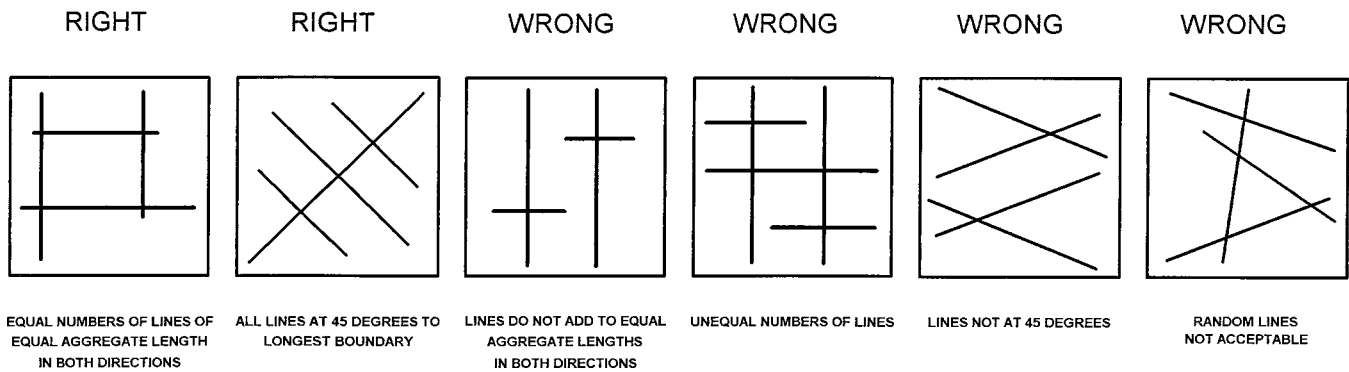 RIGHT
RIGHT
WRONG
WRONG
WRONG
WRONG
EQUAL NUMBERS OF LINES OF
EQUAL AGGREGATE LENGTH
IN BOTH DIRECTIONS
ALL LINES AT 45 DEGREES TO
LONGEST BOUNDARY
LINES DO NOT ADD TO EQUAL
AGGREGATE LENGTHS
IN BOTH DIRECTIONS
UNEQUAL NUMBERS OF LINES
LINES NOT AT 45 DEGREES
RANDOM LINES
NOT ACCEPTABLE